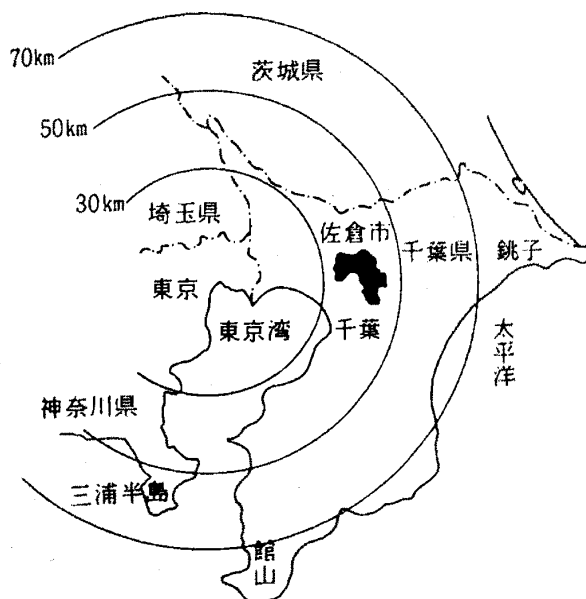 70km
茨城県
50km
30km
埼玉県
佐倉市
千葉県
銚子
東京
東京湾
千葉
太平洋
神奈川県
三浦半島
館山